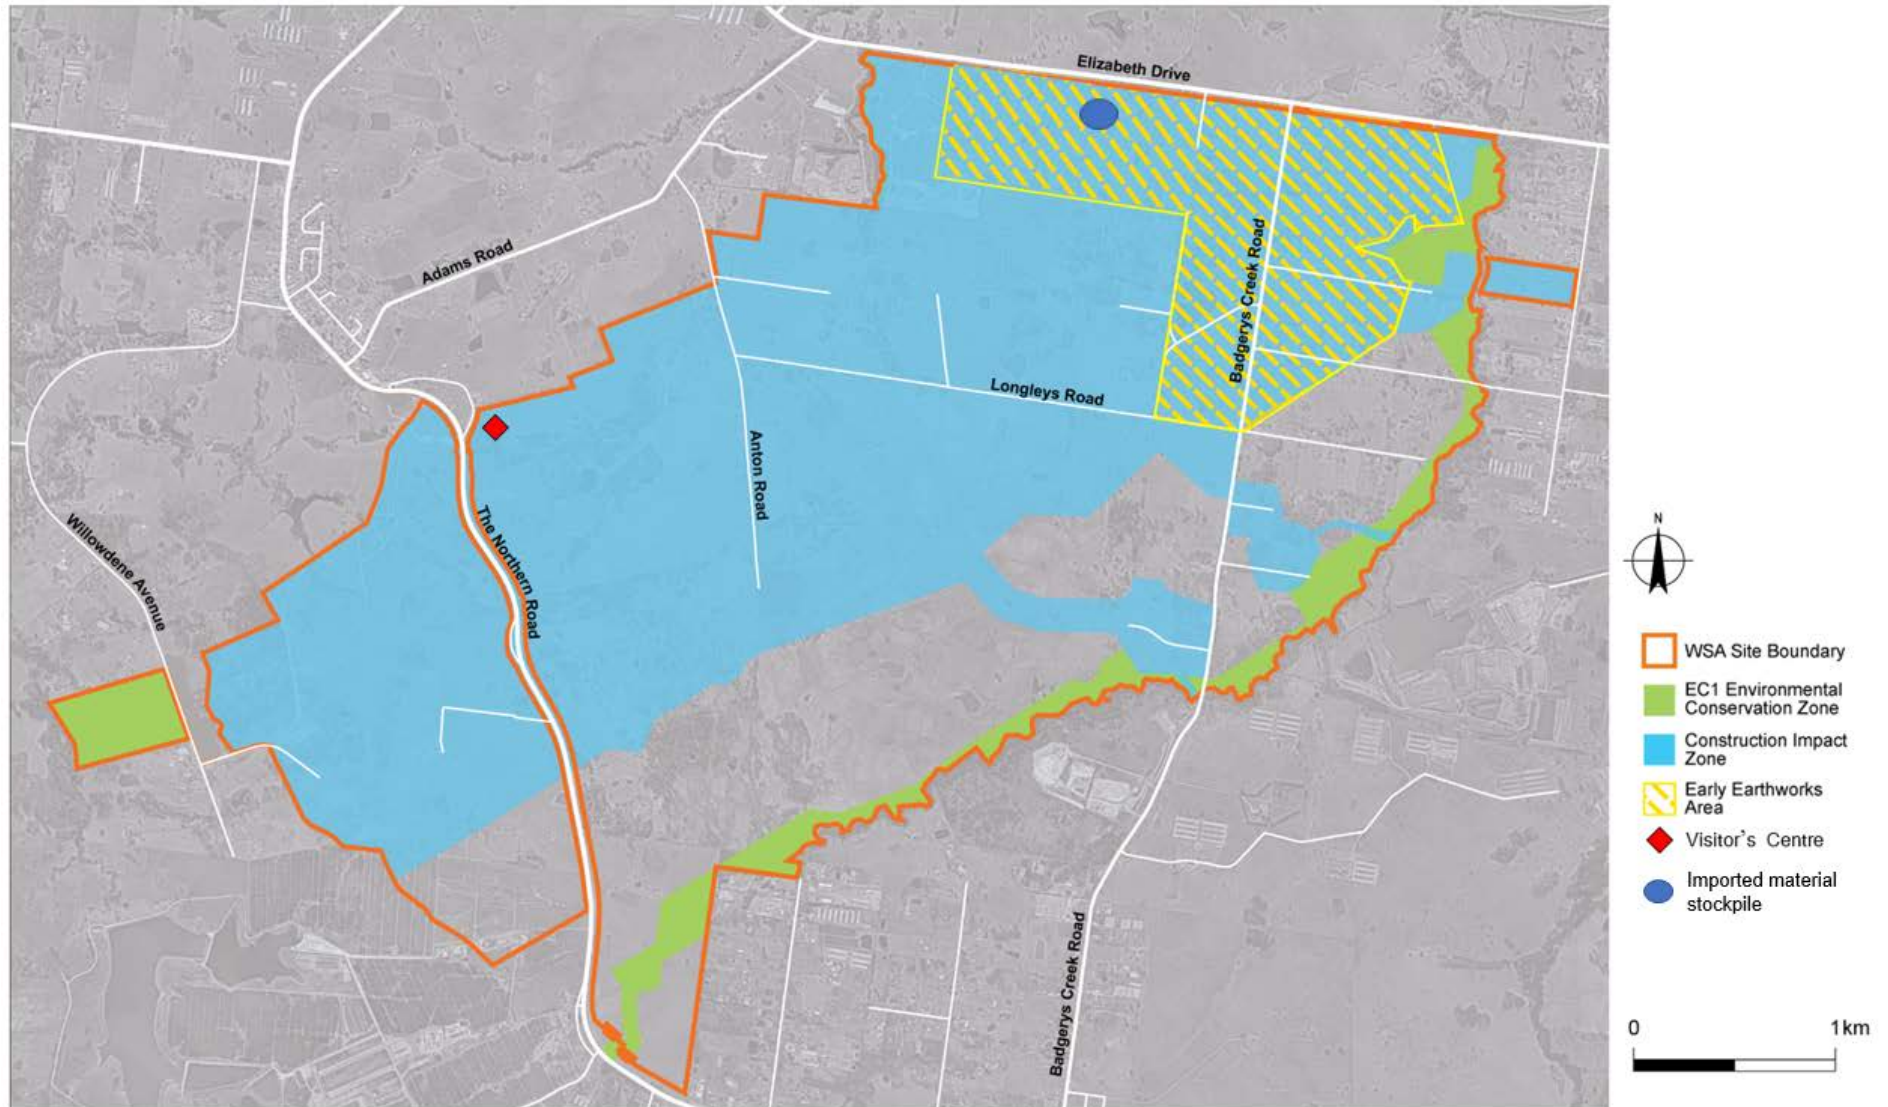 Elizabeth Drive
Adams Road
Badgerys Creek Road
Longleys Road
Anton Road
The Northern Road
Willowdene Avenue
Badgerys Creek Road
N
WSA Site Boundary
EC1 Environmental
Conservation Zone
Construction Impact
Zone
Early Earthworks
Area
Visitor’s Centre
Imported material
stockpile
0 1km